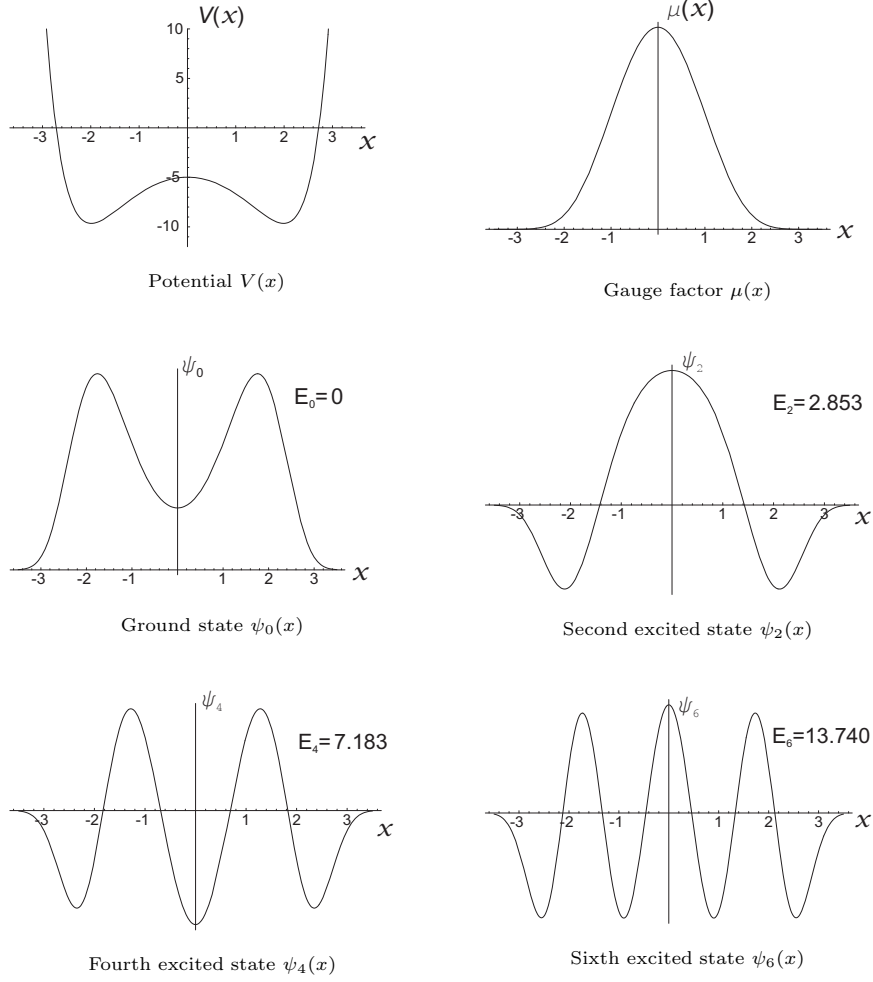 V(x)
10
5
-3 -2 -1 1 2 3 x
-5
-10
Potential V(x)
μ(x)
-3 -2 -1 1 2 3 x
Gauge factor μ(x)
ψ₀
E₀=0
-3 -2 -1 1 2 3 x
Ground state ψ₀(x)
ψ₂
E₂=2.853
-3 -2 -1 1 2 3 x
Second excited state ψ₂(x)
ψ₄
E₄=7.183
-3 -2 -1 1 2 3 x
Fourth excited state ψ₄(x)
ψ₆
E₆=13.740
-3 -2 -1 1 2 3 x
Sixth excited state ψ₆(x)